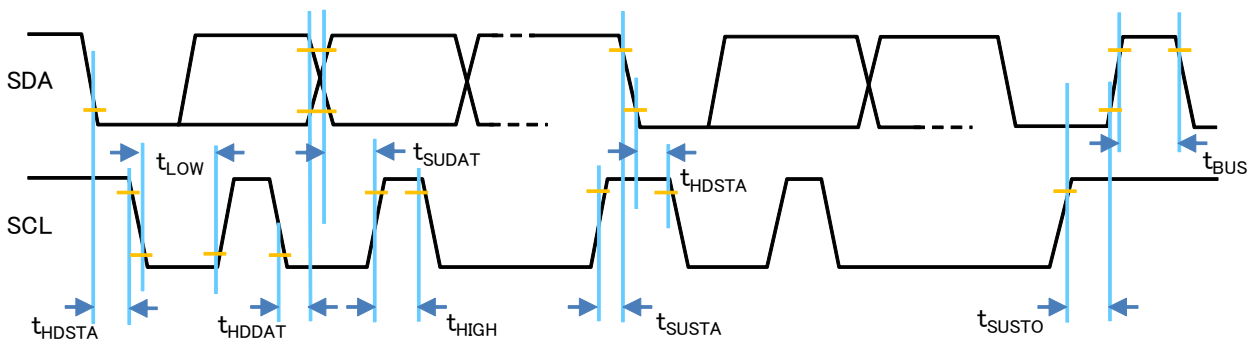 SDA
tLOW
tSUDAT
tHDSTA
tBUS
SCL
tHDSTA
tHDDAT
tHIGH
tSUSTA
tSUSTO